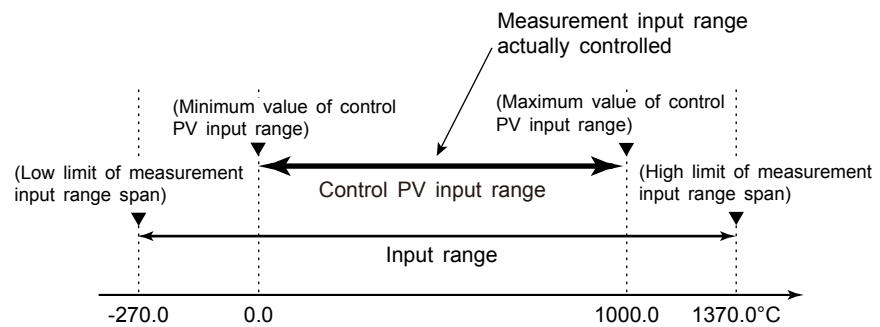 Measurement input range
actually controlled
(Minimum value of control
PV input range)
(Maximum value of control
PV input range)
(Low limit of measurement
input range span)
(High limit of measurement
input range span)
Control PV input range
Input range
-270.0 0.0 1000.0 1370.0°C